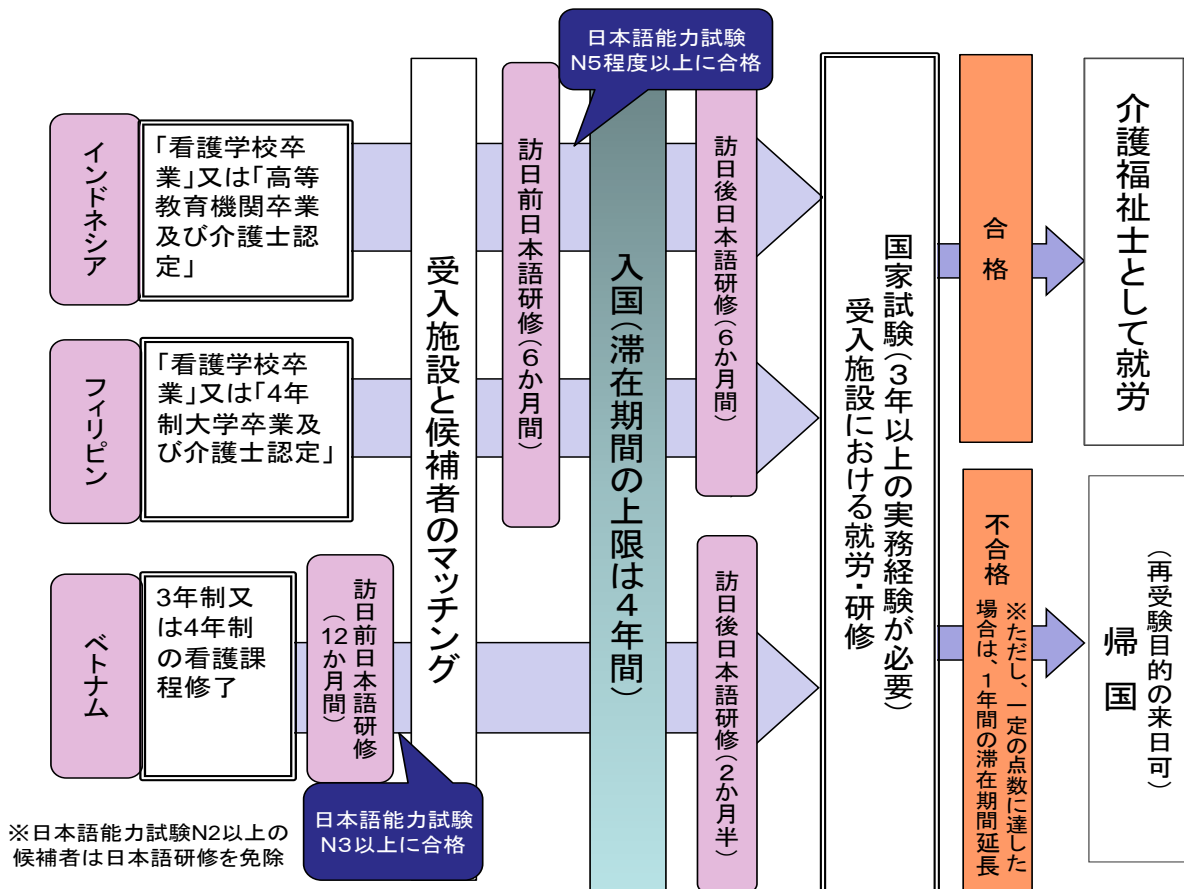 日本語能力試験
N5程度以上に合格
インドネシア
「看護学校卒
業」又は「高等
教育機関卒業
及び介護士認
定」
フィリピン
「看護学校卒
業」又は「4年
制大学卒業及
び介護士認定」
ベトナム
3年制又
は4年制
の看護課
程修了
訪日前日本語研修
（12か月間）
日本語能力試験
N3以上に合格
※日本語能力試験N2以上の
候補者は日本語研修を免除
受入施設と候補者のマッチング
訪日前日本語研修（6か月間）
入国（滞在期間の上限は4年間）
訪日後日本語研修（6か月間）
訪日後日本語研修（2か月半）
国家試験（3年以上の実務経験が必要）
受入施設における就労・研修
合格
不合格
※ただし、一定の点数に達した
場合は、1年間の滞在期間延長
介護福祉士として就労
（再受験目的の来日可）
帰国